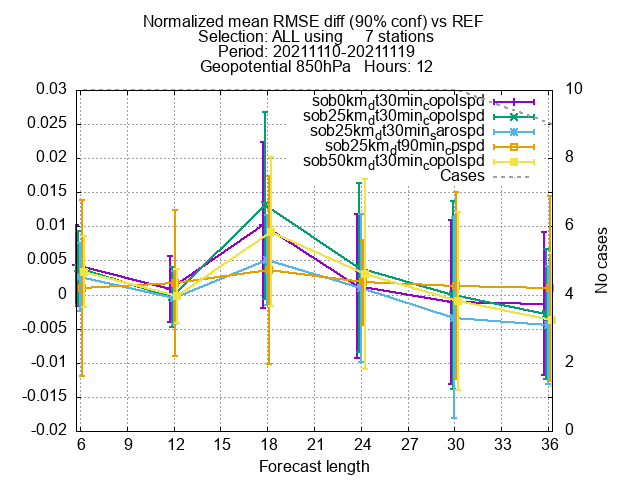 Normalized mean RMSE diff (90% conf) vs REF
Selection: ALL using     7 stations
Period: 20211110-20211119
Geopotential 850hPa   Hours: 12
sob0km_dt30min_copolspd
sob25km_dt30min_copolspd
sob25km_dt30min_sarospd
sob25km_dt90min_cpspd
sob50km_dt30min_copolspd
Cases
0.03
0.025
0.02
0.015
0.01
0.005
0
-0.005
-0.01
-0.015
-0.02
10
8
6
4
2
0
No cases
6 9 12 15 18 21 24 27 30 33 36
Forecast length